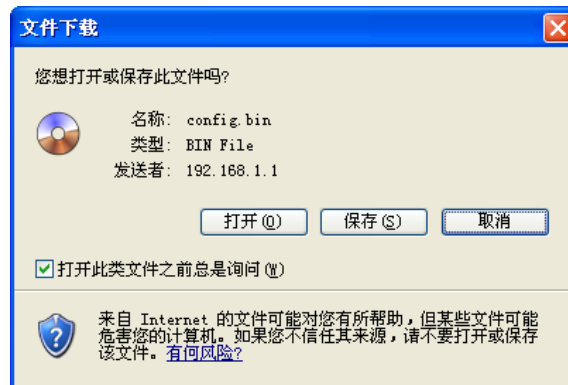 文件下载
您想打开或保存此文件吗?
名称: config.bin
类型: BIN File
发送者: 192.168.1.1
打开(O) 保存(S) 取消
打开此类文件之前总是询问(W)
来自 Internet 的文件可能对您有所帮助，但某些文件可能
危害您的计算机。如果您不信任其来源，请不要打开或保存
该文件。有何风险?